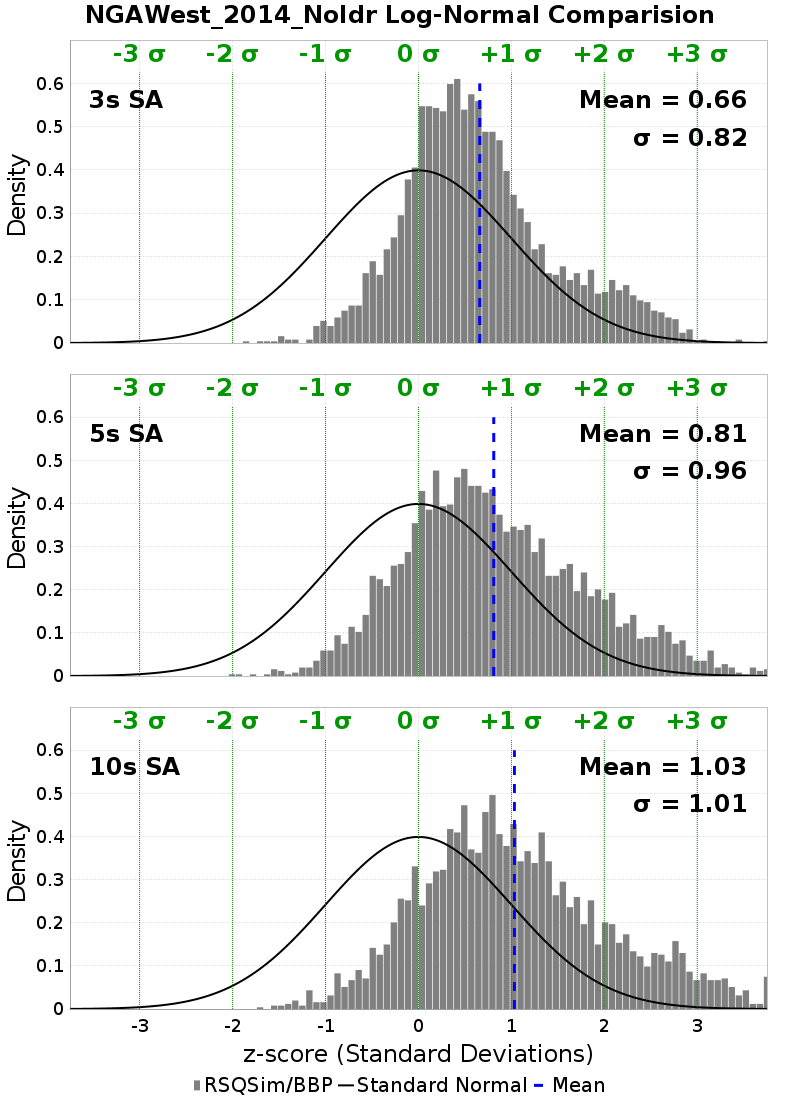 NGAWest_2014_NoIdr Log-Normal Comparision
-3 σ -2 σ -1 σ 0 σ +1 σ +2 σ +3 σ
0.6
3s SA
Mean = 0.66
0.5
σ = 0.82
0.4
0.3
0.2
0.1
0
Density
-3 σ -2 σ -1 σ 0 σ +1 σ +2 σ +3 σ
0.6
5s SA
Mean = 0.81
0.5
σ = 0.96
0.4
0.3
0.2
0.1
0
Density
-3 σ -2 σ -1 σ 0 σ +1 σ +2 σ +3 σ
0.6
10s SA
Mean = 1.03
0.5
σ = 1.01
0.4
0.3
0.2
0.1
0
Density
-3 -2 -1 0 1 2 3
z-score (Standard Deviations)
RSQSim/BBP Standard Normal Mean